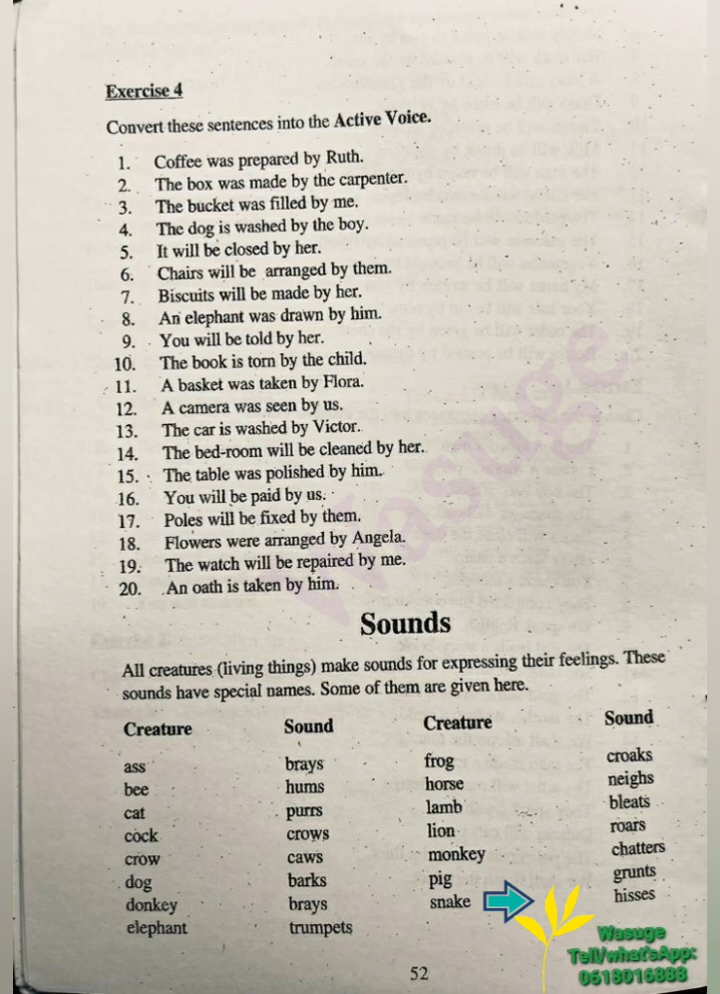 Exercise 4
Convert these sentences into the Active Voice.
1. Coffee was prepared by Ruth.
2. The box was made by the carpenter.
3. The bucket was filled by me.
4. The dog is washed by the boy.
5. It will be closed by her.
6. Chairs will be arranged by them.
7. Biscuits will be made by her.
8. An elephant was drawn by him.
9. You will be told by her.
10. The book is torn by the child.
11. A basket was taken by Flora.
12. A camera was seen by us.
13. The car is washed by Victor.
14. The bed-room will be cleaned by her.
15. The table was polished by him.
16. You will be paid by us.
17. Poles will be fixed by them.
18. Flowers were arranged by Angela.
19. The watch will be repaired by me.
20. An oath is taken by him.
Wasuge
Sounds
All creatures (living things) make sounds for expressing their feelings. These
sounds have special names. Some of them are given here.
Creature Sound Creature Sound
ass brays frog croaks
bee hums horse neighs
cat purrs lamb bleats
cock crows lion roars
crow caws monkey chatters
dog barks pig grunts
donkey brays snake hisses
elephant trumpets
Wasuge
Tell/what'sApp:
0618016888
52